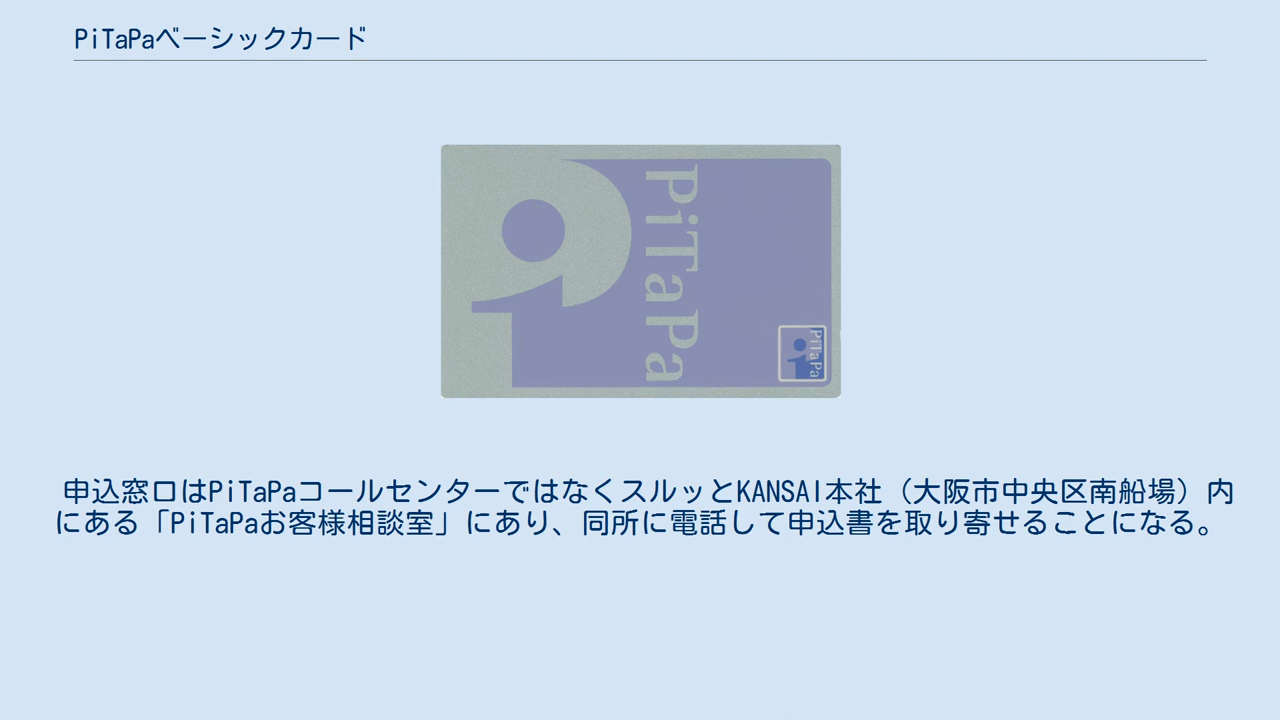 PiTaPaベーシックカード
PiTaPa
PiTaPa
申込窓口はPiTaPaコールセンターではなくスルッとKANSAI本社（大阪市中央区南船場）内
にある「PiTaPaお客様相談室」にあり、同所に電話して申込書を取り寄せることになる。